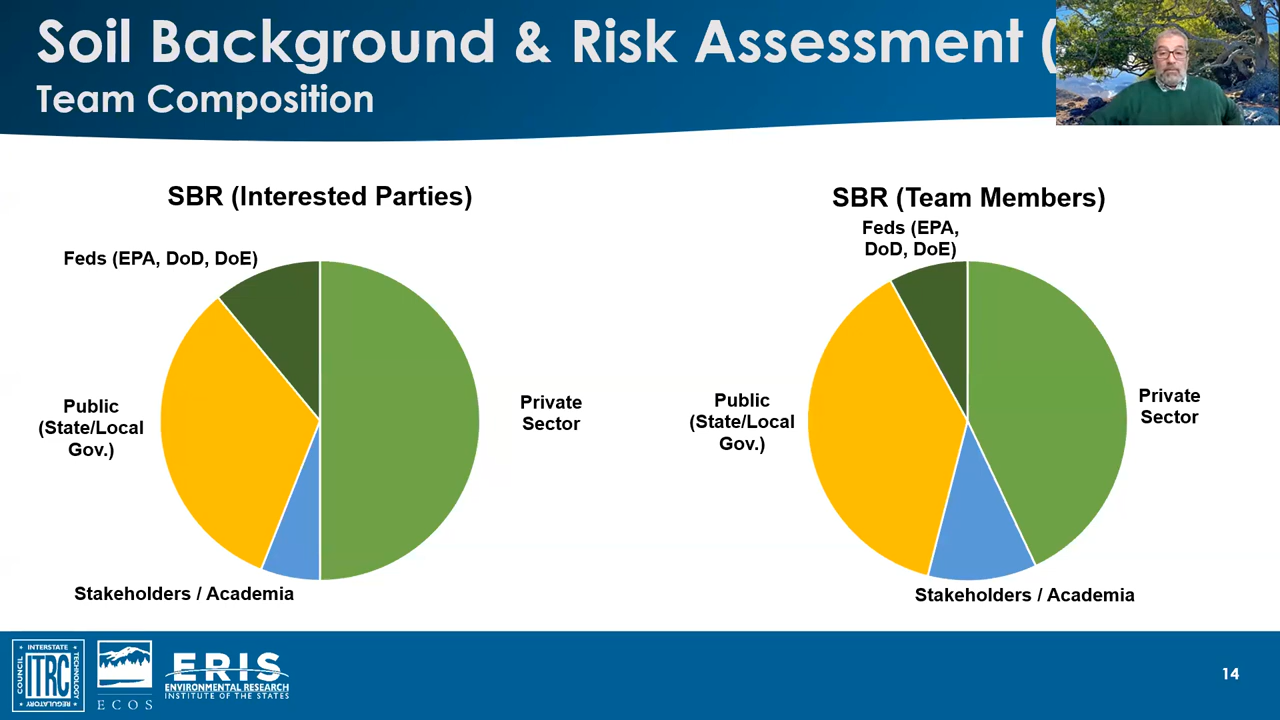 Soil Background & Risk Assessment (
Team Composition
SBR (Interested Parties)
Feds (EPA, DoD, DoE)
Public
(State/Local
Gov.)
Private
Sector
Stakeholders / Academia
SBR (Team Members)
Feds (EPA,
DoD, DoE)
Public
(State/Local
Gov.)
Private
Sector
Stakeholders / Academia
INTERSTATE
COUNCIL
ITRC
TECHNOLOGY
REGULATORY
ECOS
ERIS
ENVIRONMENTAL RESEARCH
INSTITUTE OF THE STATES
14